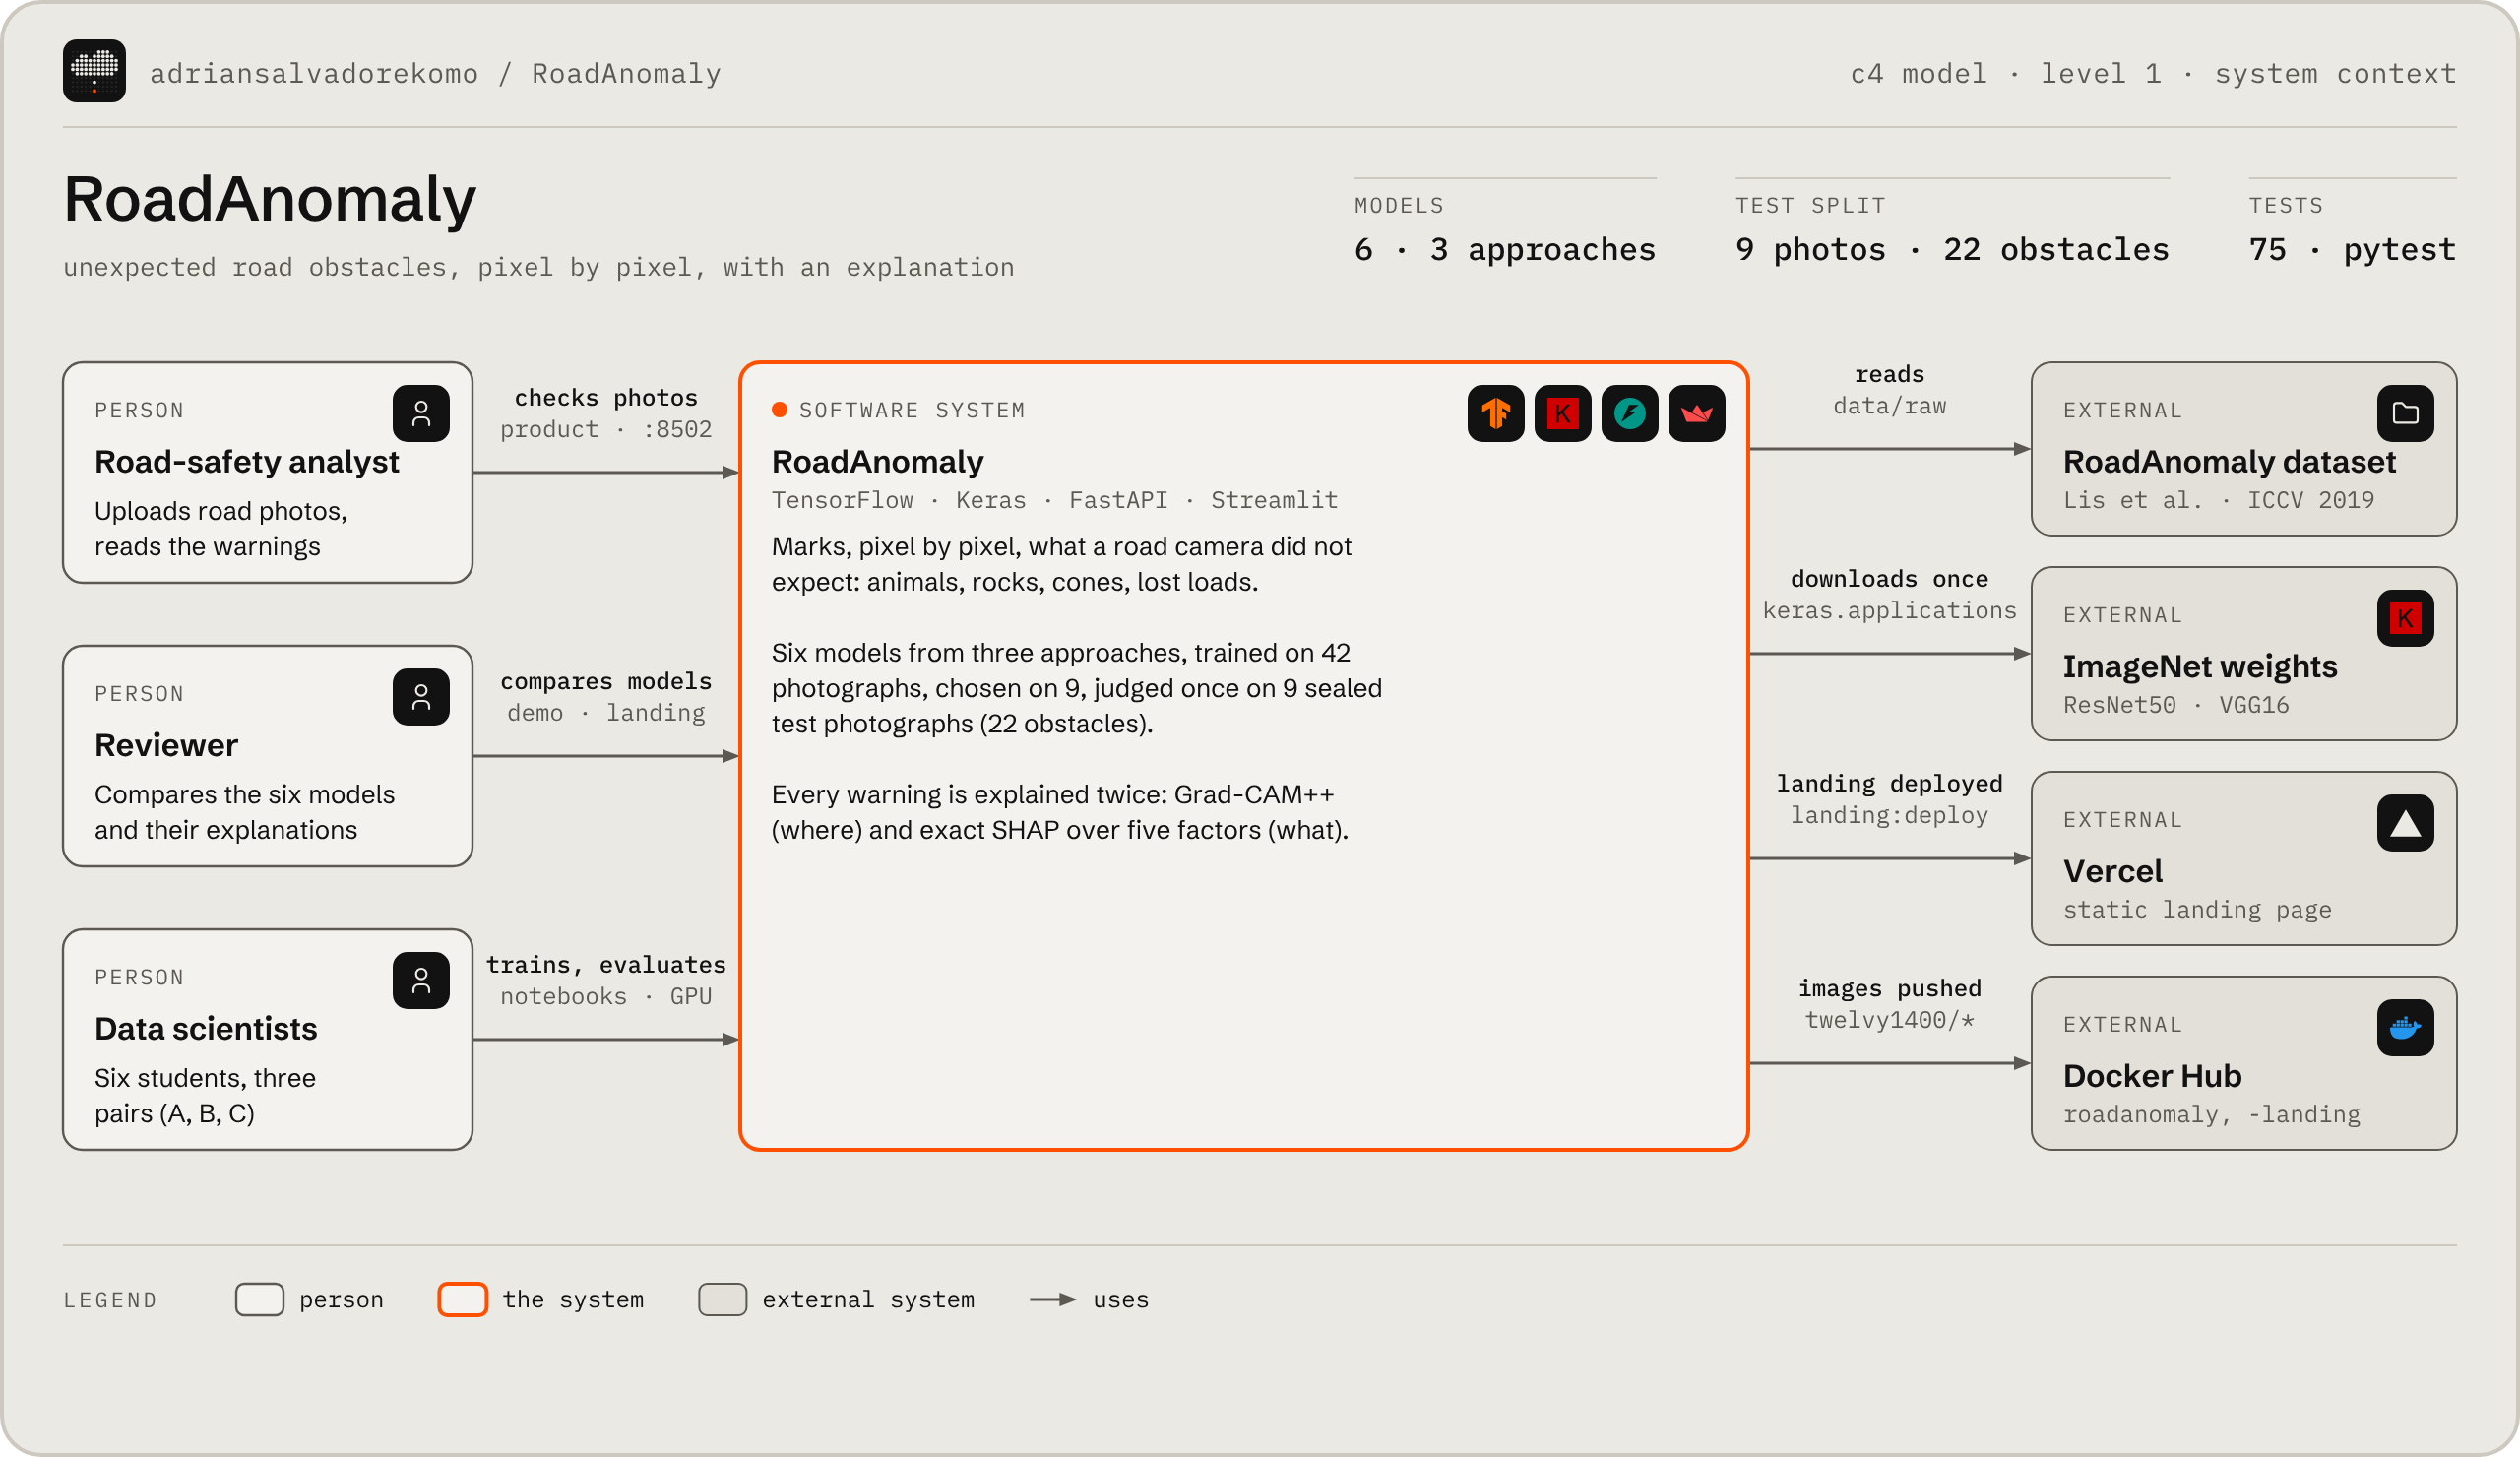 adriansalvadorekomo / RoadAnomaly
c4 model · level 1 · system context
RoadAnomaly
unexpected road obstacles, pixel by pixel, with an explanation
MODELS
6 · 3 approaches
TEST SPLIT
9 photos · 22 obstacles
TESTS
75 · pytest
PERSON
Road-safety analyst
Uploads road photos,
reads the warnings
checks photos
product · :8502
PERSON
Reviewer
Compares the six models
and their explanations
compares models
demo · landing
PERSON
Data scientists
Six students, three
pairs (A, B, C)
trains, evaluates
notebooks · GPU
SOFTWARE SYSTEM
K
RoadAnomaly
TensorFlow · Keras · FastAPI · Streamlit
Marks, pixel by pixel, what a road camera did not
expect: animals, rocks, cones, lost loads.
Six models from three approaches, trained on 42
photographs, chosen on 9, judged once on 9 sealed
test photographs (22 obstacles).
Every warning is explained twice: Grad-CAM++
(where) and exact SHAP over five factors (what).
reads
data/raw
EXTERNAL
RoadAnomaly dataset
Lis et al. · ICCV 2019
downloads once
keras.applications
EXTERNAL
K
ImageNet weights
ResNet50 · VGG16
landing deployed
landing:deploy
EXTERNAL
Vercel
static landing page
images pushed
twelvy1400/*
EXTERNAL
Docker Hub
roadanomaly, -landing
LEGEND
person
the system
external system
uses